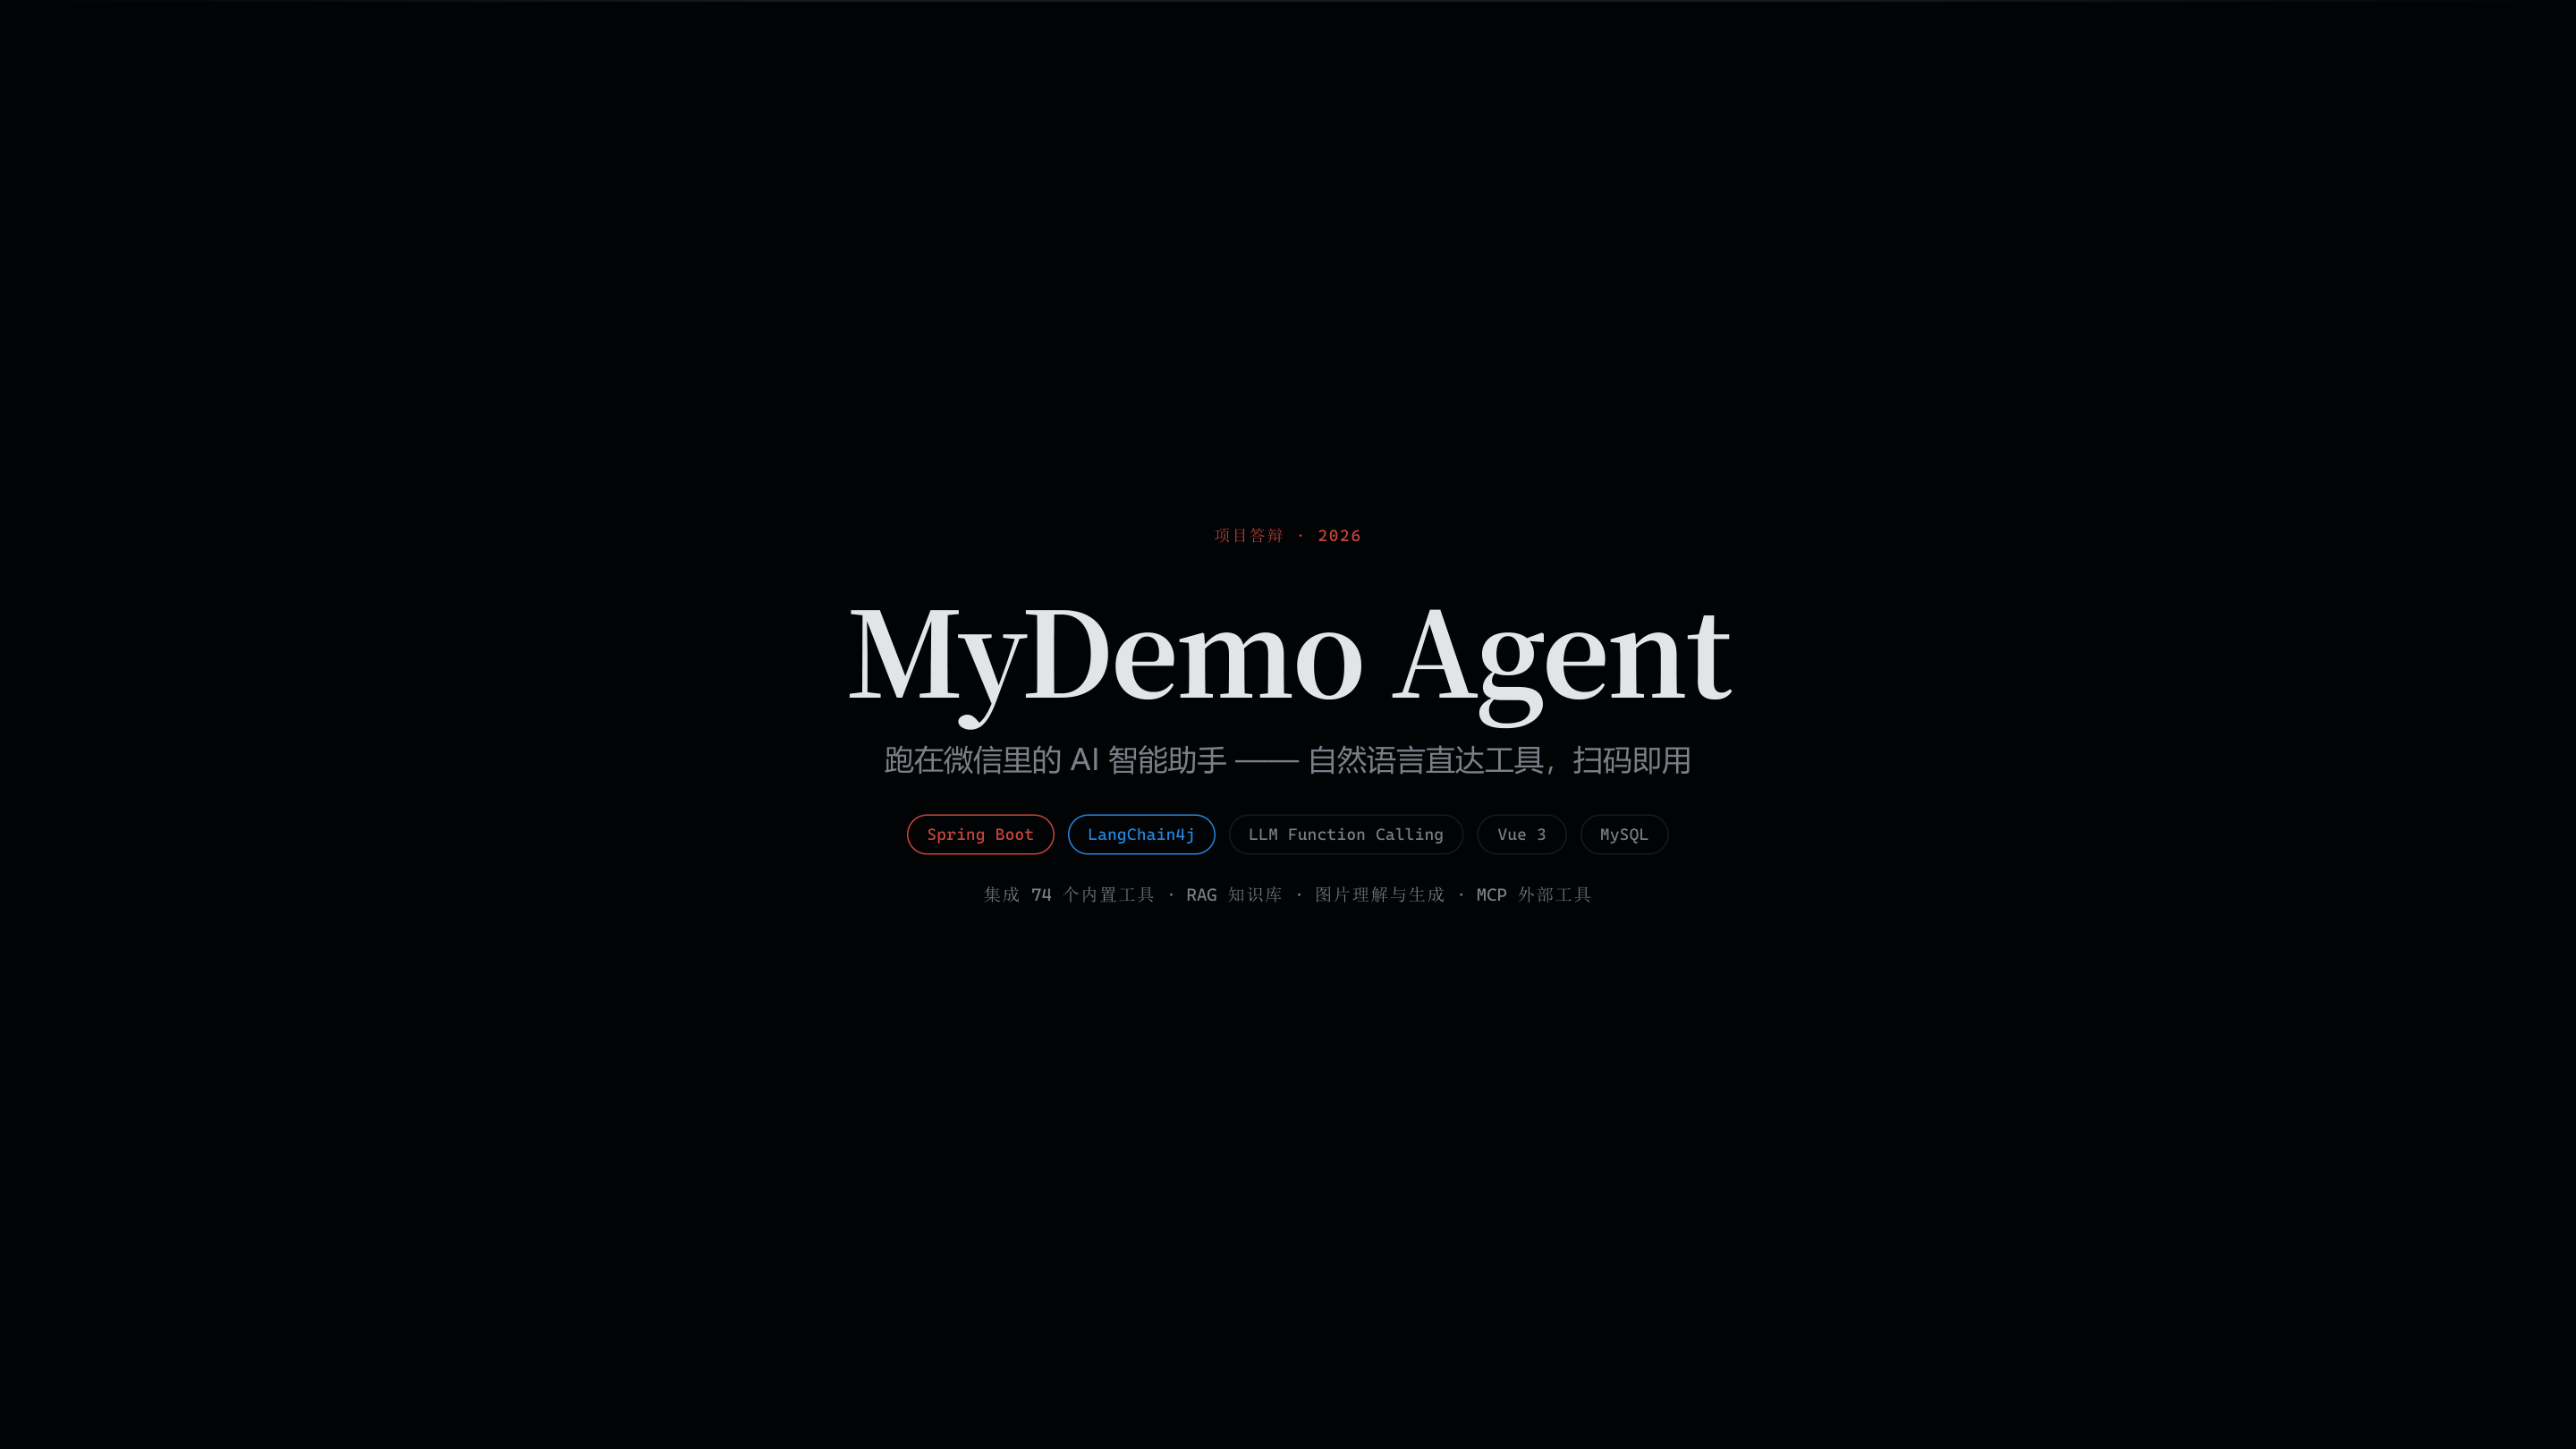 项目答辩 · 2026
MyDemo Agent
跑在微信里的 AI 智能助手 —— 自然语言直达工具，扫码即用
Spring Boot LangChain4j LLM Function Calling Vue 3 MySQL
集成 74 个内置工具 · RAG 知识库 · 图片理解与生成 · MCP 外部工具